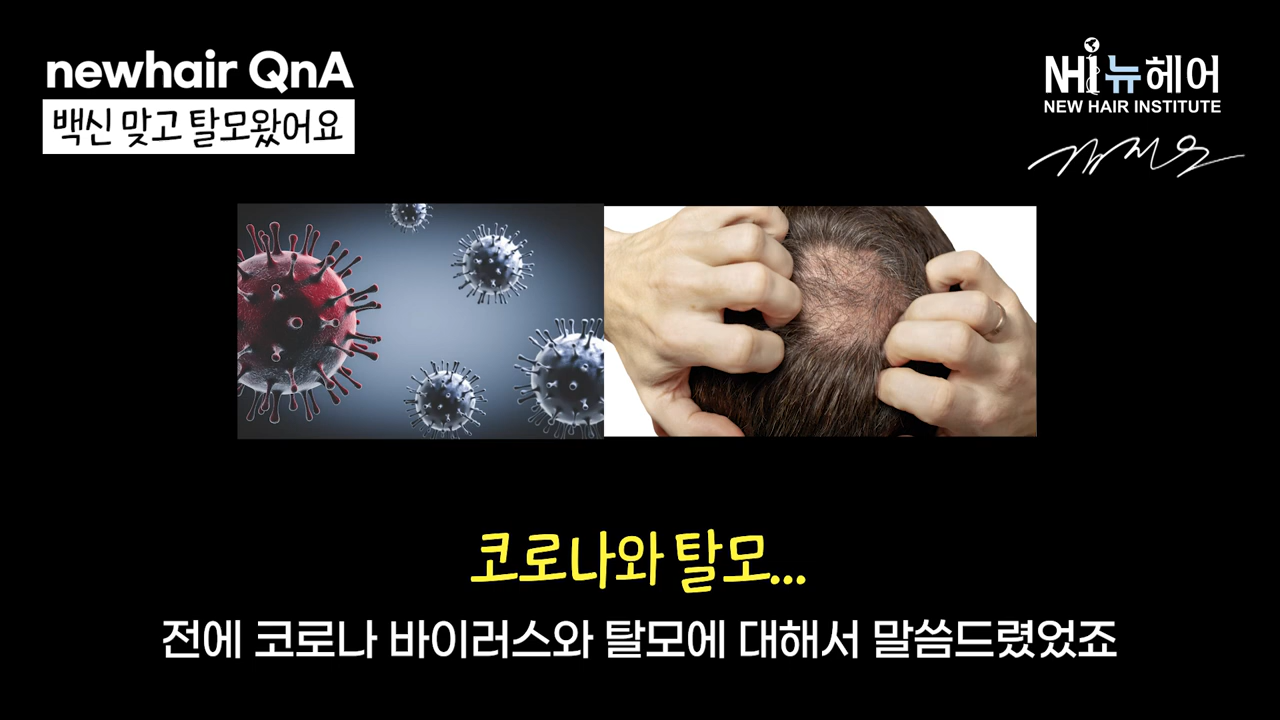 newhair QnA
백신 맞고 탈모왔어요
NHI 뉴헤어
NEW HAIR INSTITUTE
코로나와 탈모...
전에 코로나 바이러스와 탈모에 대해서 말씀드렸었죠